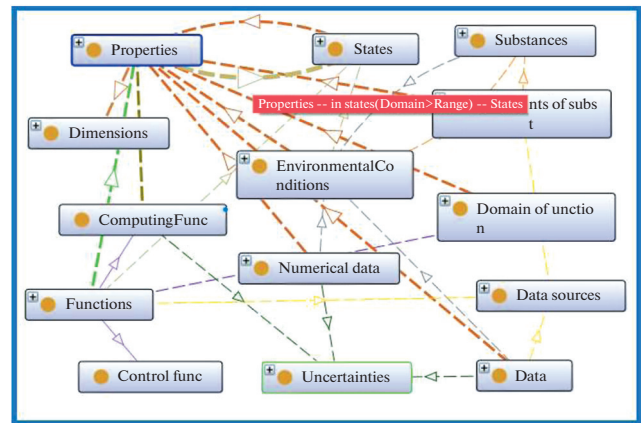 Properties
States
Substances
Properties -- in states(Domain>Range) -- States
nts of subs
t
Dimensions
EnvironmentalCo
nditions
ComputingFunc
Domain of unctio
n
Numerical data
Functions
Data sources
Control func
Uncertainties
Data